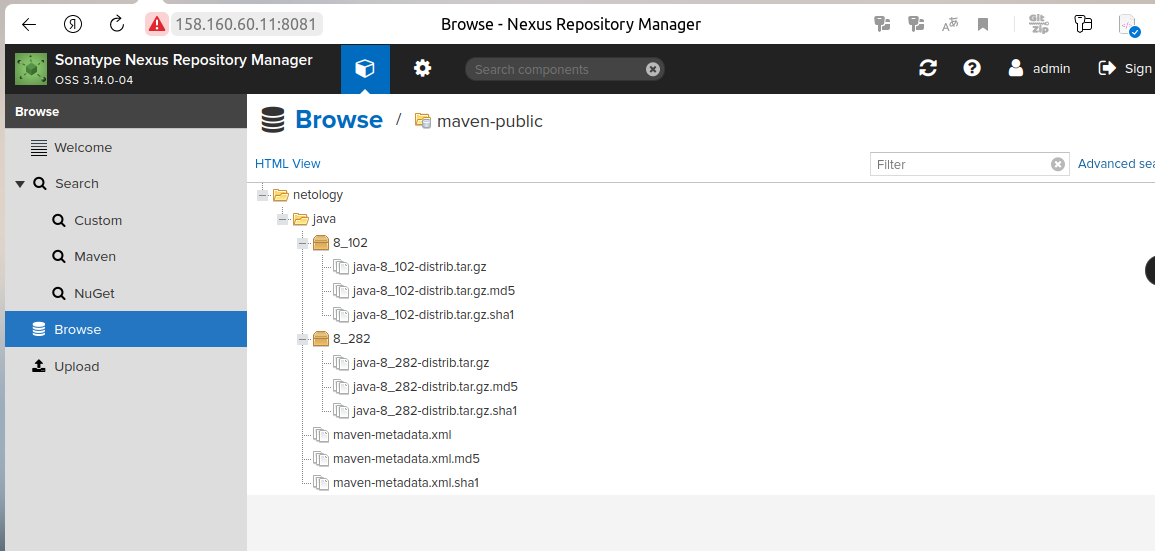 158.160.60.11:8081 Browse - Nexus Repository Manager
Sonatype Nexus Repository Manager
OSS 3.14.0-04
Search components
admin
Sign
Browse
Welcome
Search
Custom
Maven
NuGet
Browse
Upload
Browse / maven-public
HTML View
Filter
Advanced sea
netology
java
8_102
java-8_102-distrib.tar.gz
java-8_102-distrib.tar.gz.md5
java-8_102-distrib.tar.gz.sha1
8_282
java-8_282-distrib.tar.gz
java-8_282-distrib.tar.gz.md5
java-8_282-distrib.tar.gz.sha1
maven-metadata.xml
maven-metadata.xml.md5
maven-metadata.xml.sha1